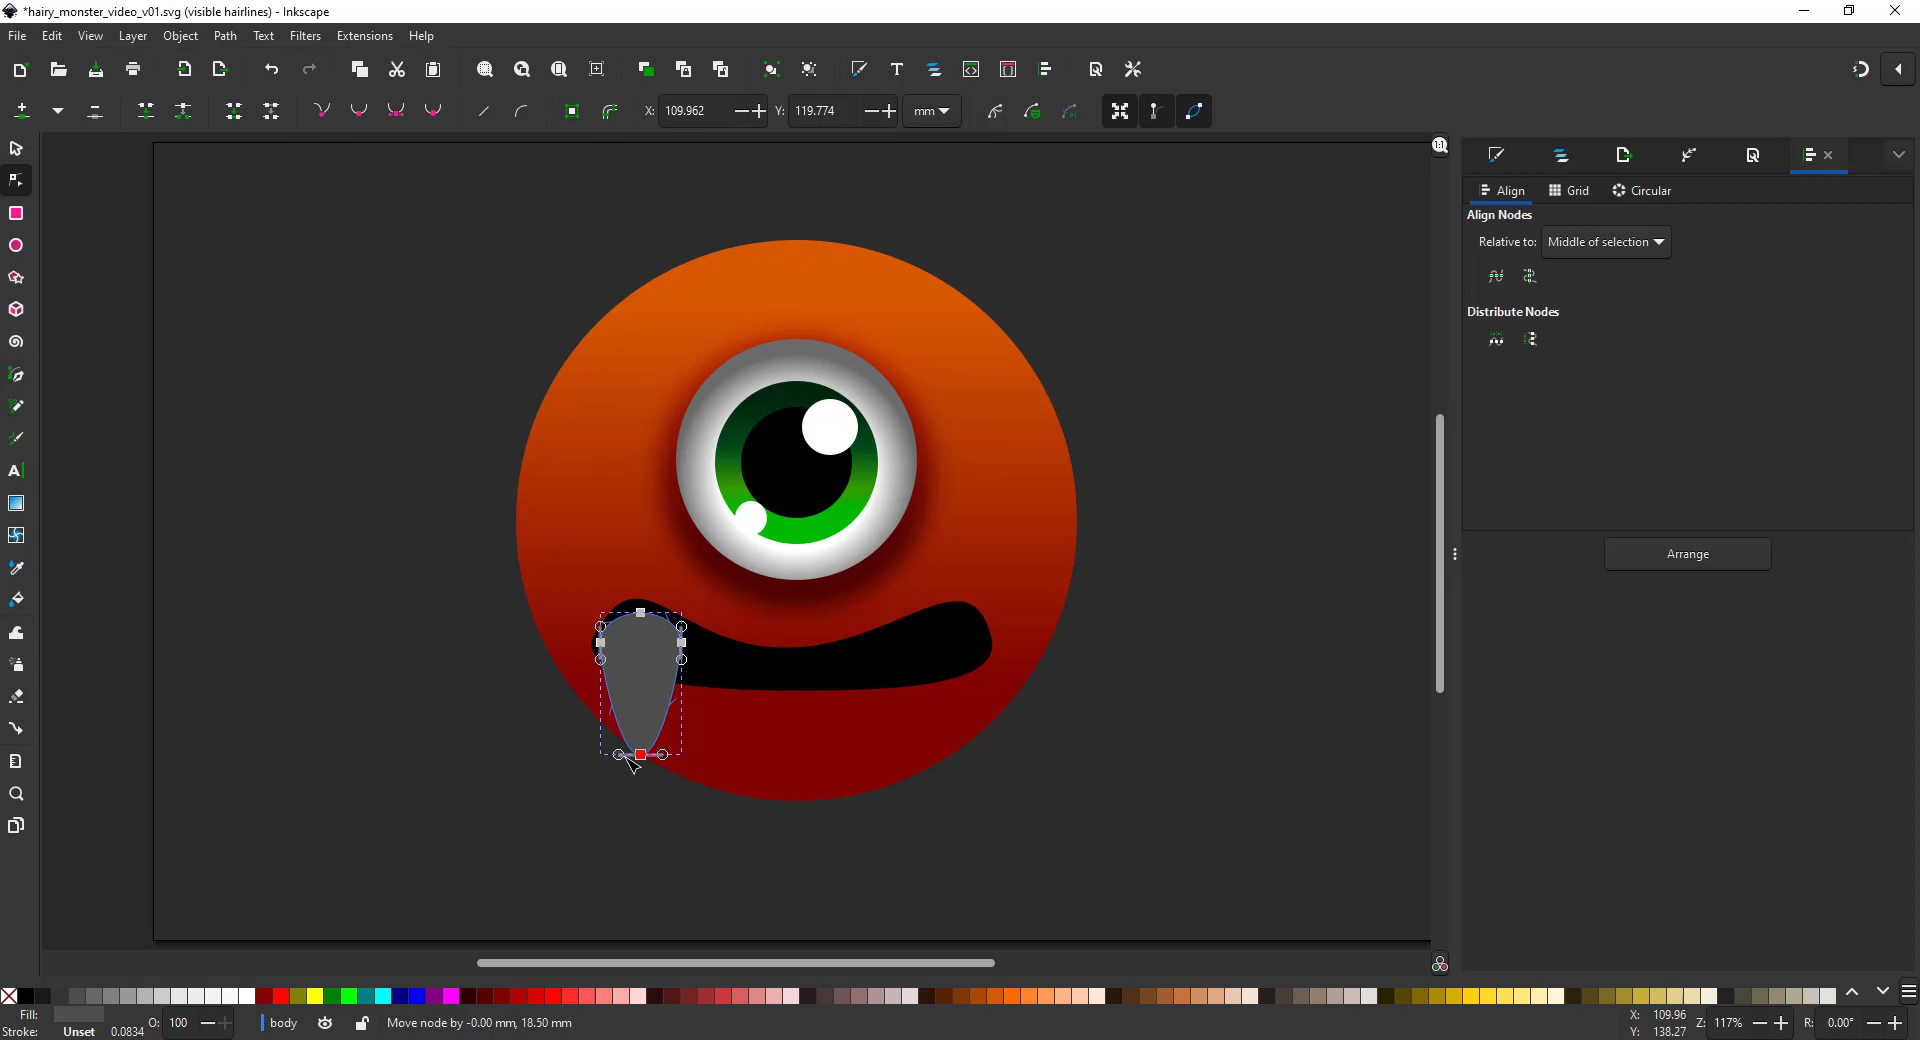 *hairy_monster_video_v01.svg (visible hairlines) - Inkscape
File Edit View Layer Object Path Text Filters Extensions Help
X: 109.962 Y: 119.774 mm
1:1
Align Grid Circular
Align Nodes
Relative to: Middle of selection
Distribute Nodes
Arrange
Fill:
Stroke: Unset 0.0834 O: 100 body Move node by -0.00 mm, 18.50 mm X: 109.96 Y: 138.27 Z: 117% R: 0.00°